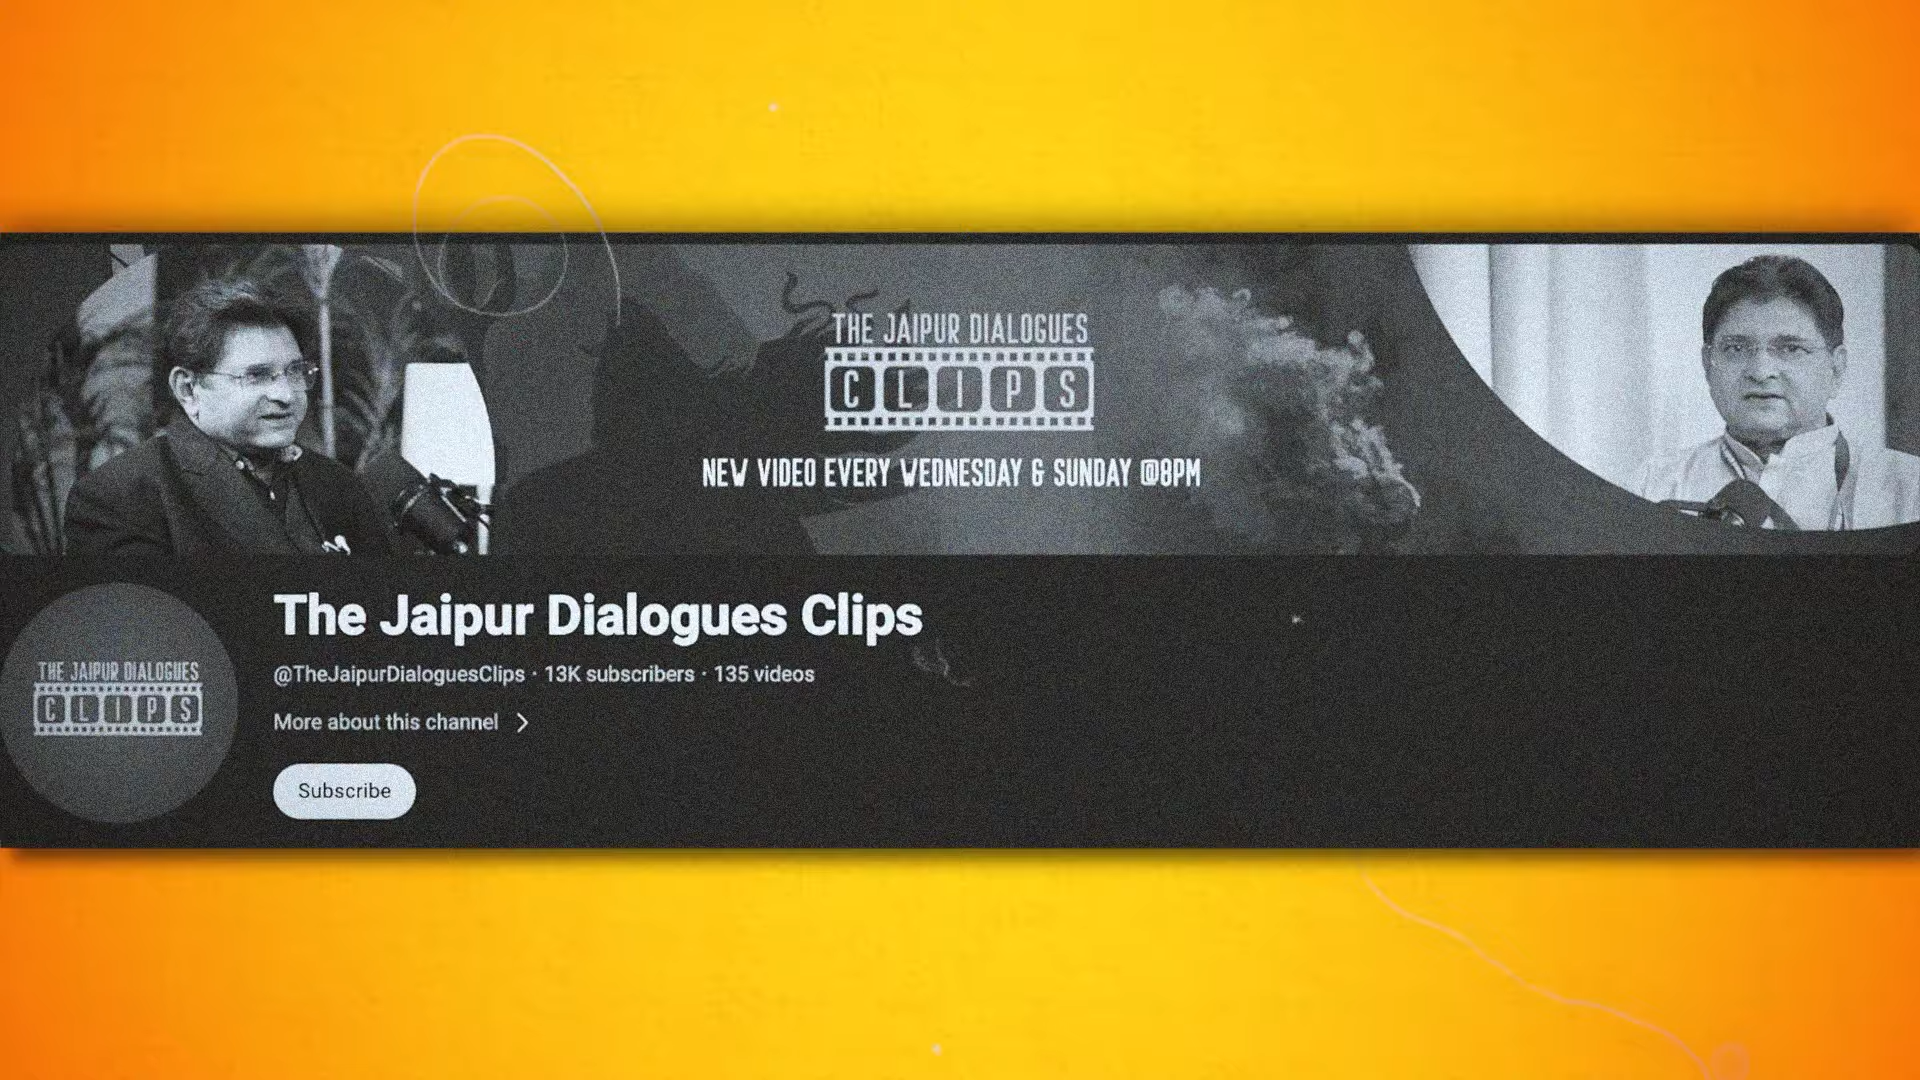 THE JAIPUR DIALOGUES
CLIPS
NEW VIDEO EVERY WEDNESDAY & SUNDAY @8PM
THE JAIPUR DIALOGUES
CLIPS
The Jaipur Dialogues Clips
@TheJaipurDialoguesClips · 13K subscribers · 135 videos
More about this channel >
Subscribe